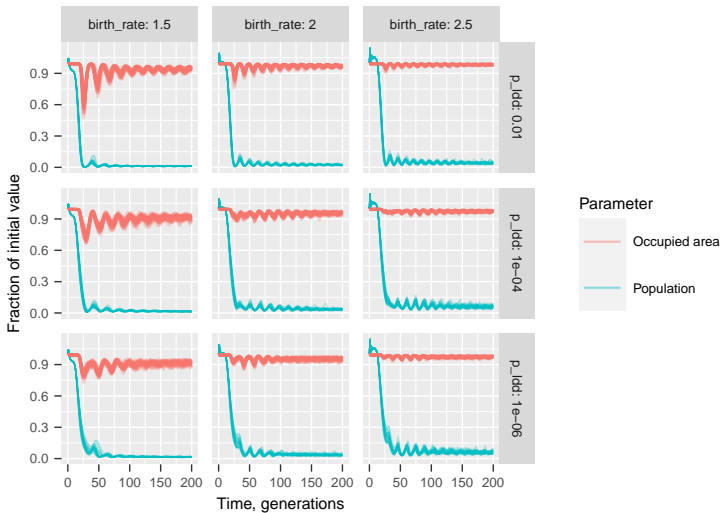 birth_rate: 1.5 birth_rate: 2 birth_rate: 2.5
0.9
0.6
0.3
0.0
p_ldd: 0.01
0.9
0.6
0.3
0.0
p_ldd: 1e−04
0.9
0.6
0.3
0.0
p_ldd: 1e−06
0 50 100 150 200 0 50 100 150 200 0 50 100 150 200
Time, generations
Fraction of initial value
Parameter
Occupied area
Population